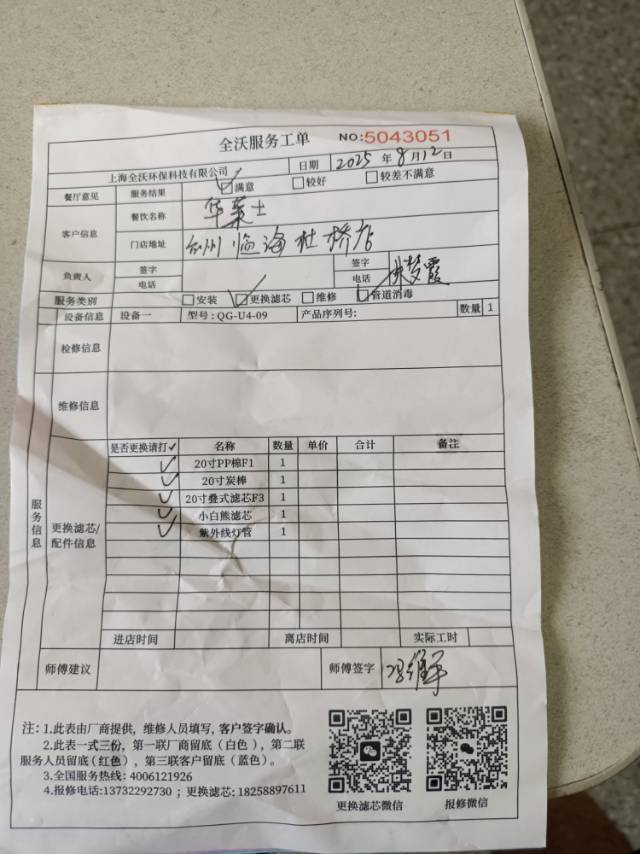 全沃服务工单 NO:5043051
上海全沃环保科技有限公司 日期 2025 年 8 月 12 日
餐厅意见 服务结果 ☑满意 □较好 □较差不满意
客户信息 餐饮名称 华莱士
门店地址 台州临海杜桥店
负责人 签字 签字
电话 电话 梦霞
服务类别 □安装 ☑更换滤芯 □维修 ☑管道消毒
设备信息 设备一 型号:QG-U4-09 产品序列号: 数量 1
检修信息
维修信息
服务信息
更换滤芯/配件信息
是否更换请打✓ 名称 数量 单价 合计 备注
✓ 20寸PP棉F1 1
✓ 20寸炭棒 1
✓ 20寸叠式滤芯F3 1
✓ 小白熊滤芯 1
✓ 紫外线灯管 1
进店时间 离店时间 实际工时
师傅建议 师傅签字
注:1.此表由厂商提供,维修人员填写,客户签字确认。
2.此表一式三份,第一联厂商留底(白色),第二联
服务人员留底(红色),第三联客户留底(蓝色)。
3.全国服务热线:4006121926
4.报修电话:13732292730;更换滤芯:18258897611
更换滤芯微信 报修微信